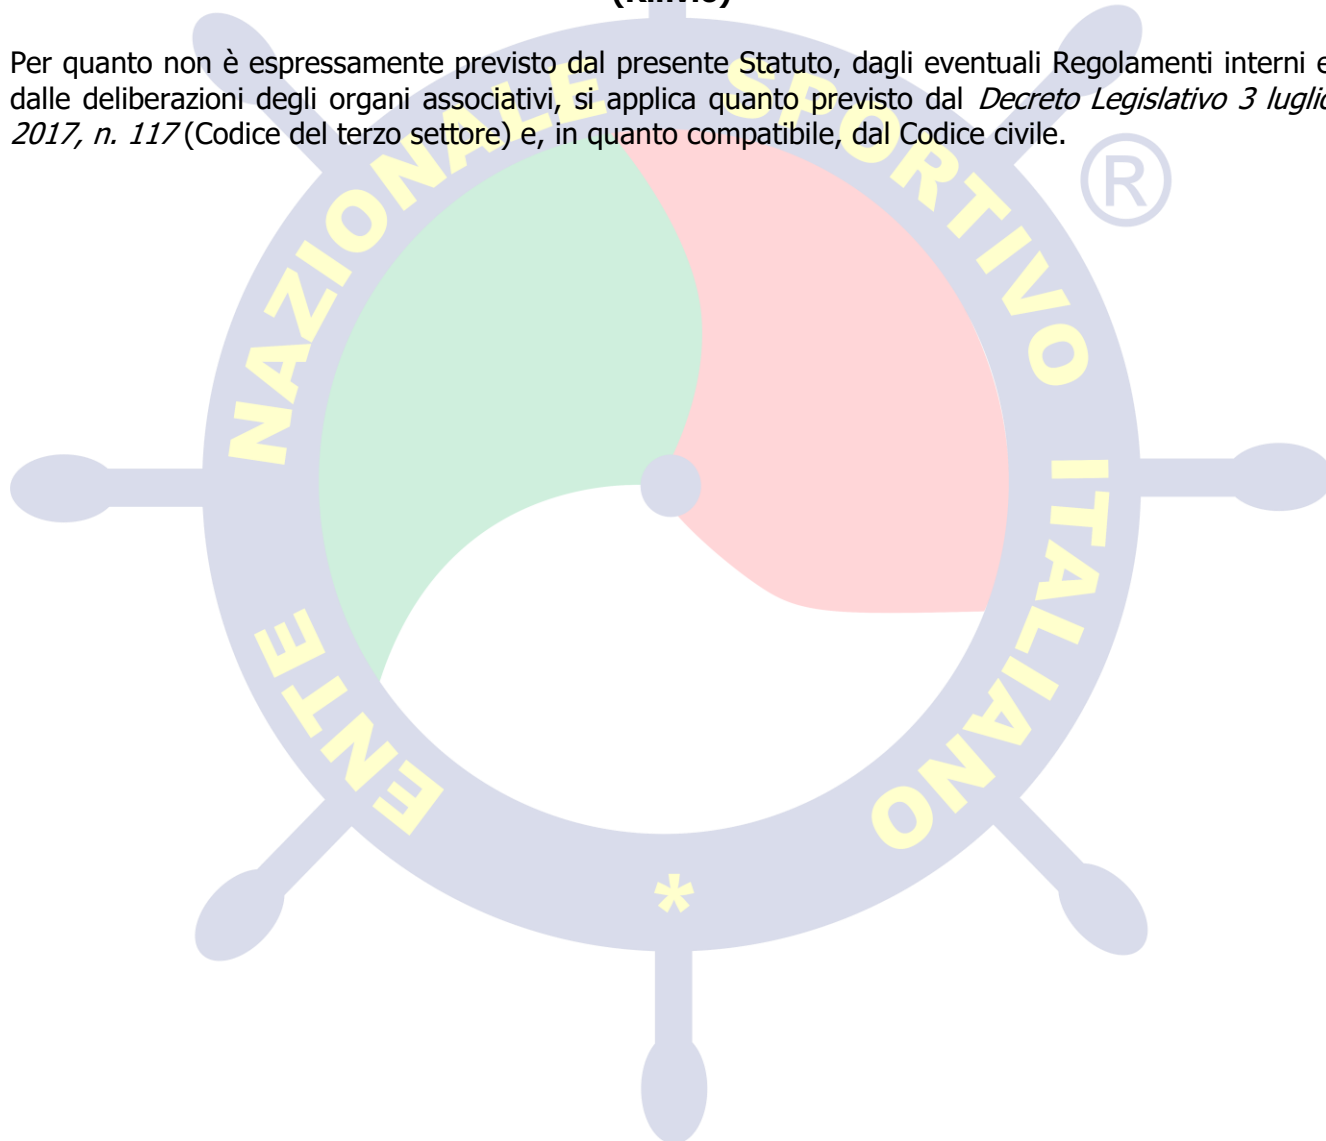 (Rinvio)
Per quanto non è espressamente previsto dal presente Statuto, dagli eventuali Regolamenti interni e
dalle deliberazioni degli organi associativi, si applica quanto previsto dal Decreto Legislativo 3 luglio
2017, n. 117 (Codice del terzo settore) e, in quanto compatibile, dal Codice civile.
ENTE NAZIONALE SPORTIVO ITALIANO *
®